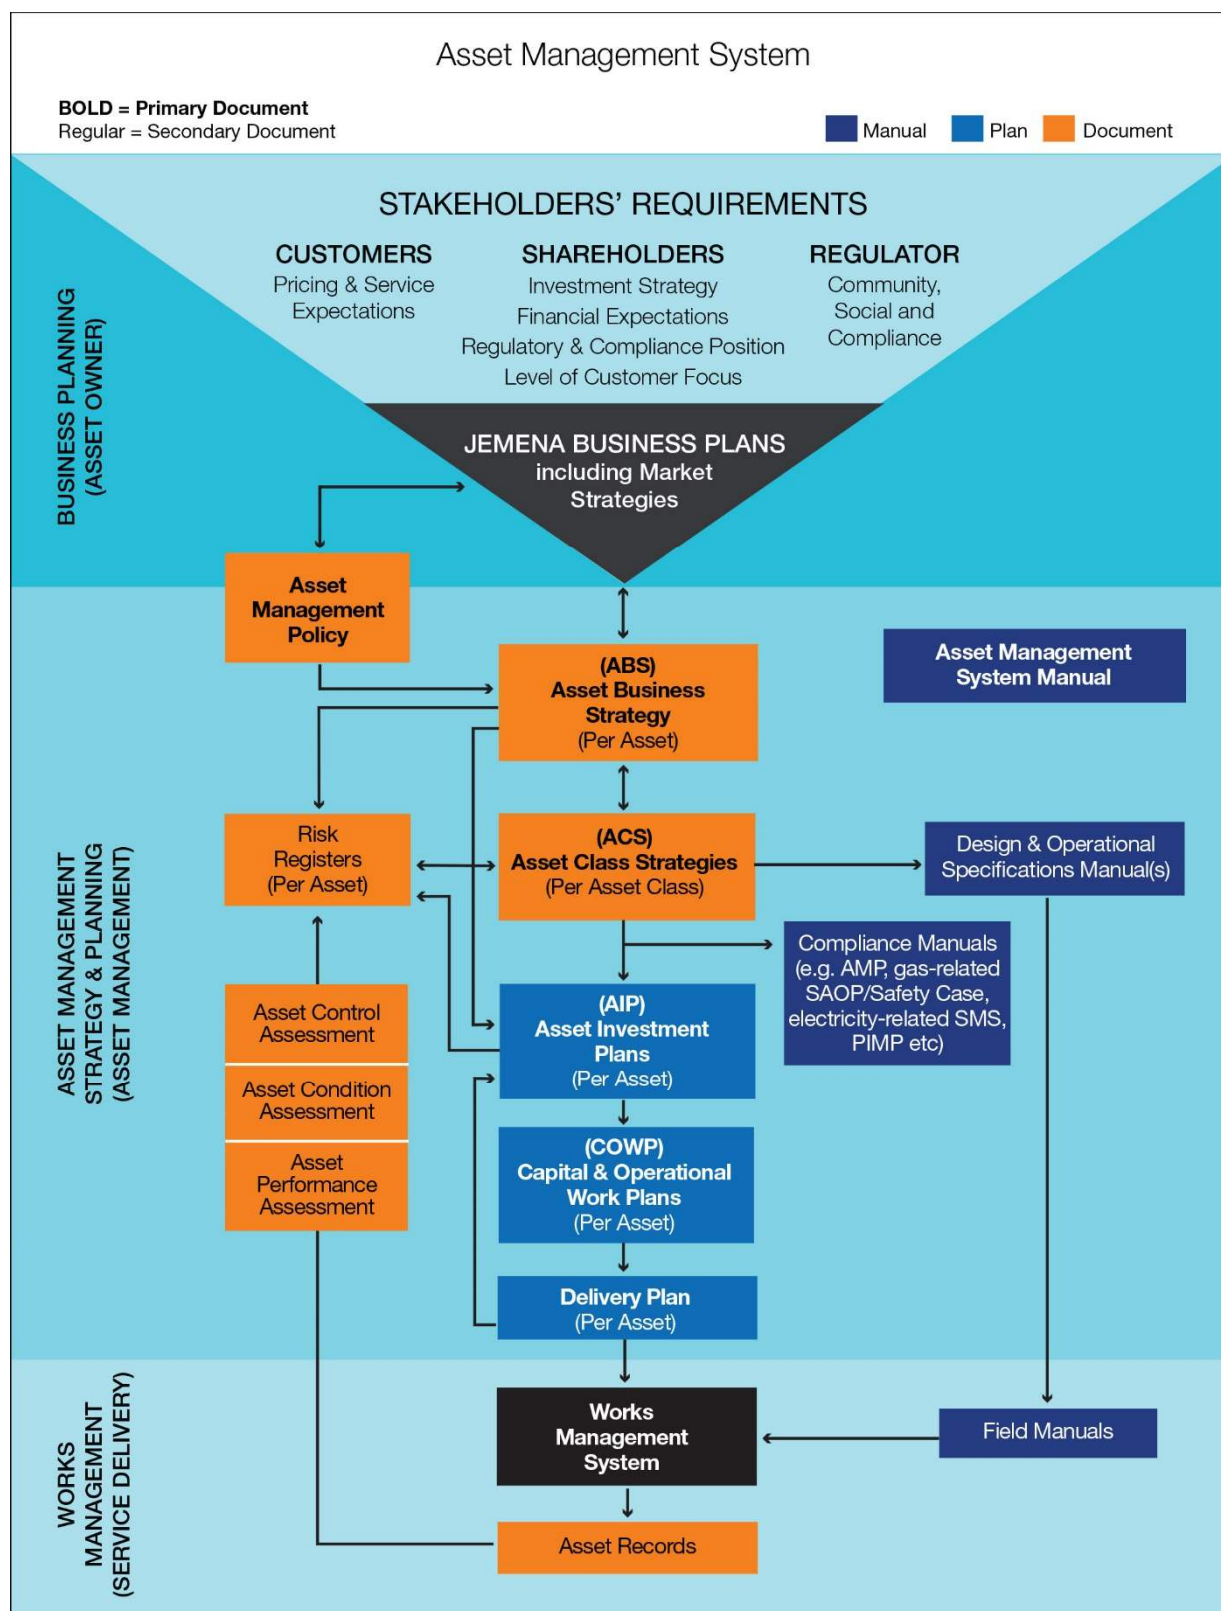 Asset Management System
BOLD = Primary Document
Regular = Secondary Document
Manual
Plan
Document
STAKEHOLDERS' REQUIREMENTS
CUSTOMERS
Pricing & Service
Expectations
SHAREHOLDERS
Investment Strategy
Financial Expectations
Regulatory & Compliance Position
Level of Customer Focus
REGULATOR
Community,
Social and
Compliance
BUSINESS PLANNING
(ASSET OWNER)
JEMENA BUSINESS PLANS
including Market
Strategies
Asset
Management
Policy
(ABS)
Asset Business
Strategy
(Per Asset)
Asset Management
System Manual
ASSET MANAGEMENT
STRATEGY & PLANNING
(ASSET MANAGEMENT)
Risk
Registers
(Per Asset)
(ACS)
Asset Class Strategies
(Per Asset Class)
Design & Operational
Specifications Manual(s)
Compliance Manuals
(e.g. AMP, gas-related
SAOP/Safety Case,
electricity-related SMS,
PIMP etc)
Asset Control
Assessment
Asset Condition
Assessment
Asset
Performance
Assessment
(AIP)
Asset Investment
Plans
(Per Asset)
(COWP)
Capital & Operational
Work Plans
(Per Asset)
Delivery Plan
(Per Asset)
WORKS
MANAGEMENT
(SERVICE DELIVERY)
Works
Management
System
Field Manuals
Asset Records